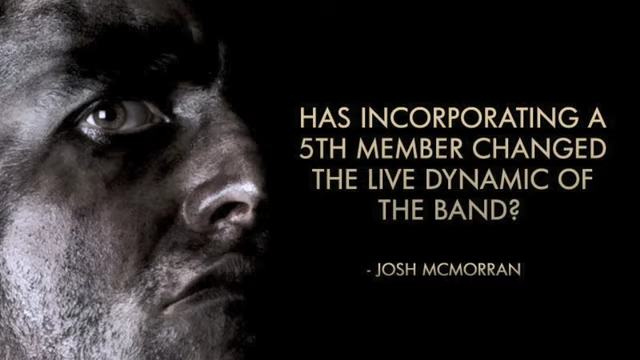 HAS INCORPORATING A
5TH MEMBER CHANGED
THE LIVE DYNAMIC OF
THE BAND?
- JOSH MCMORRAN